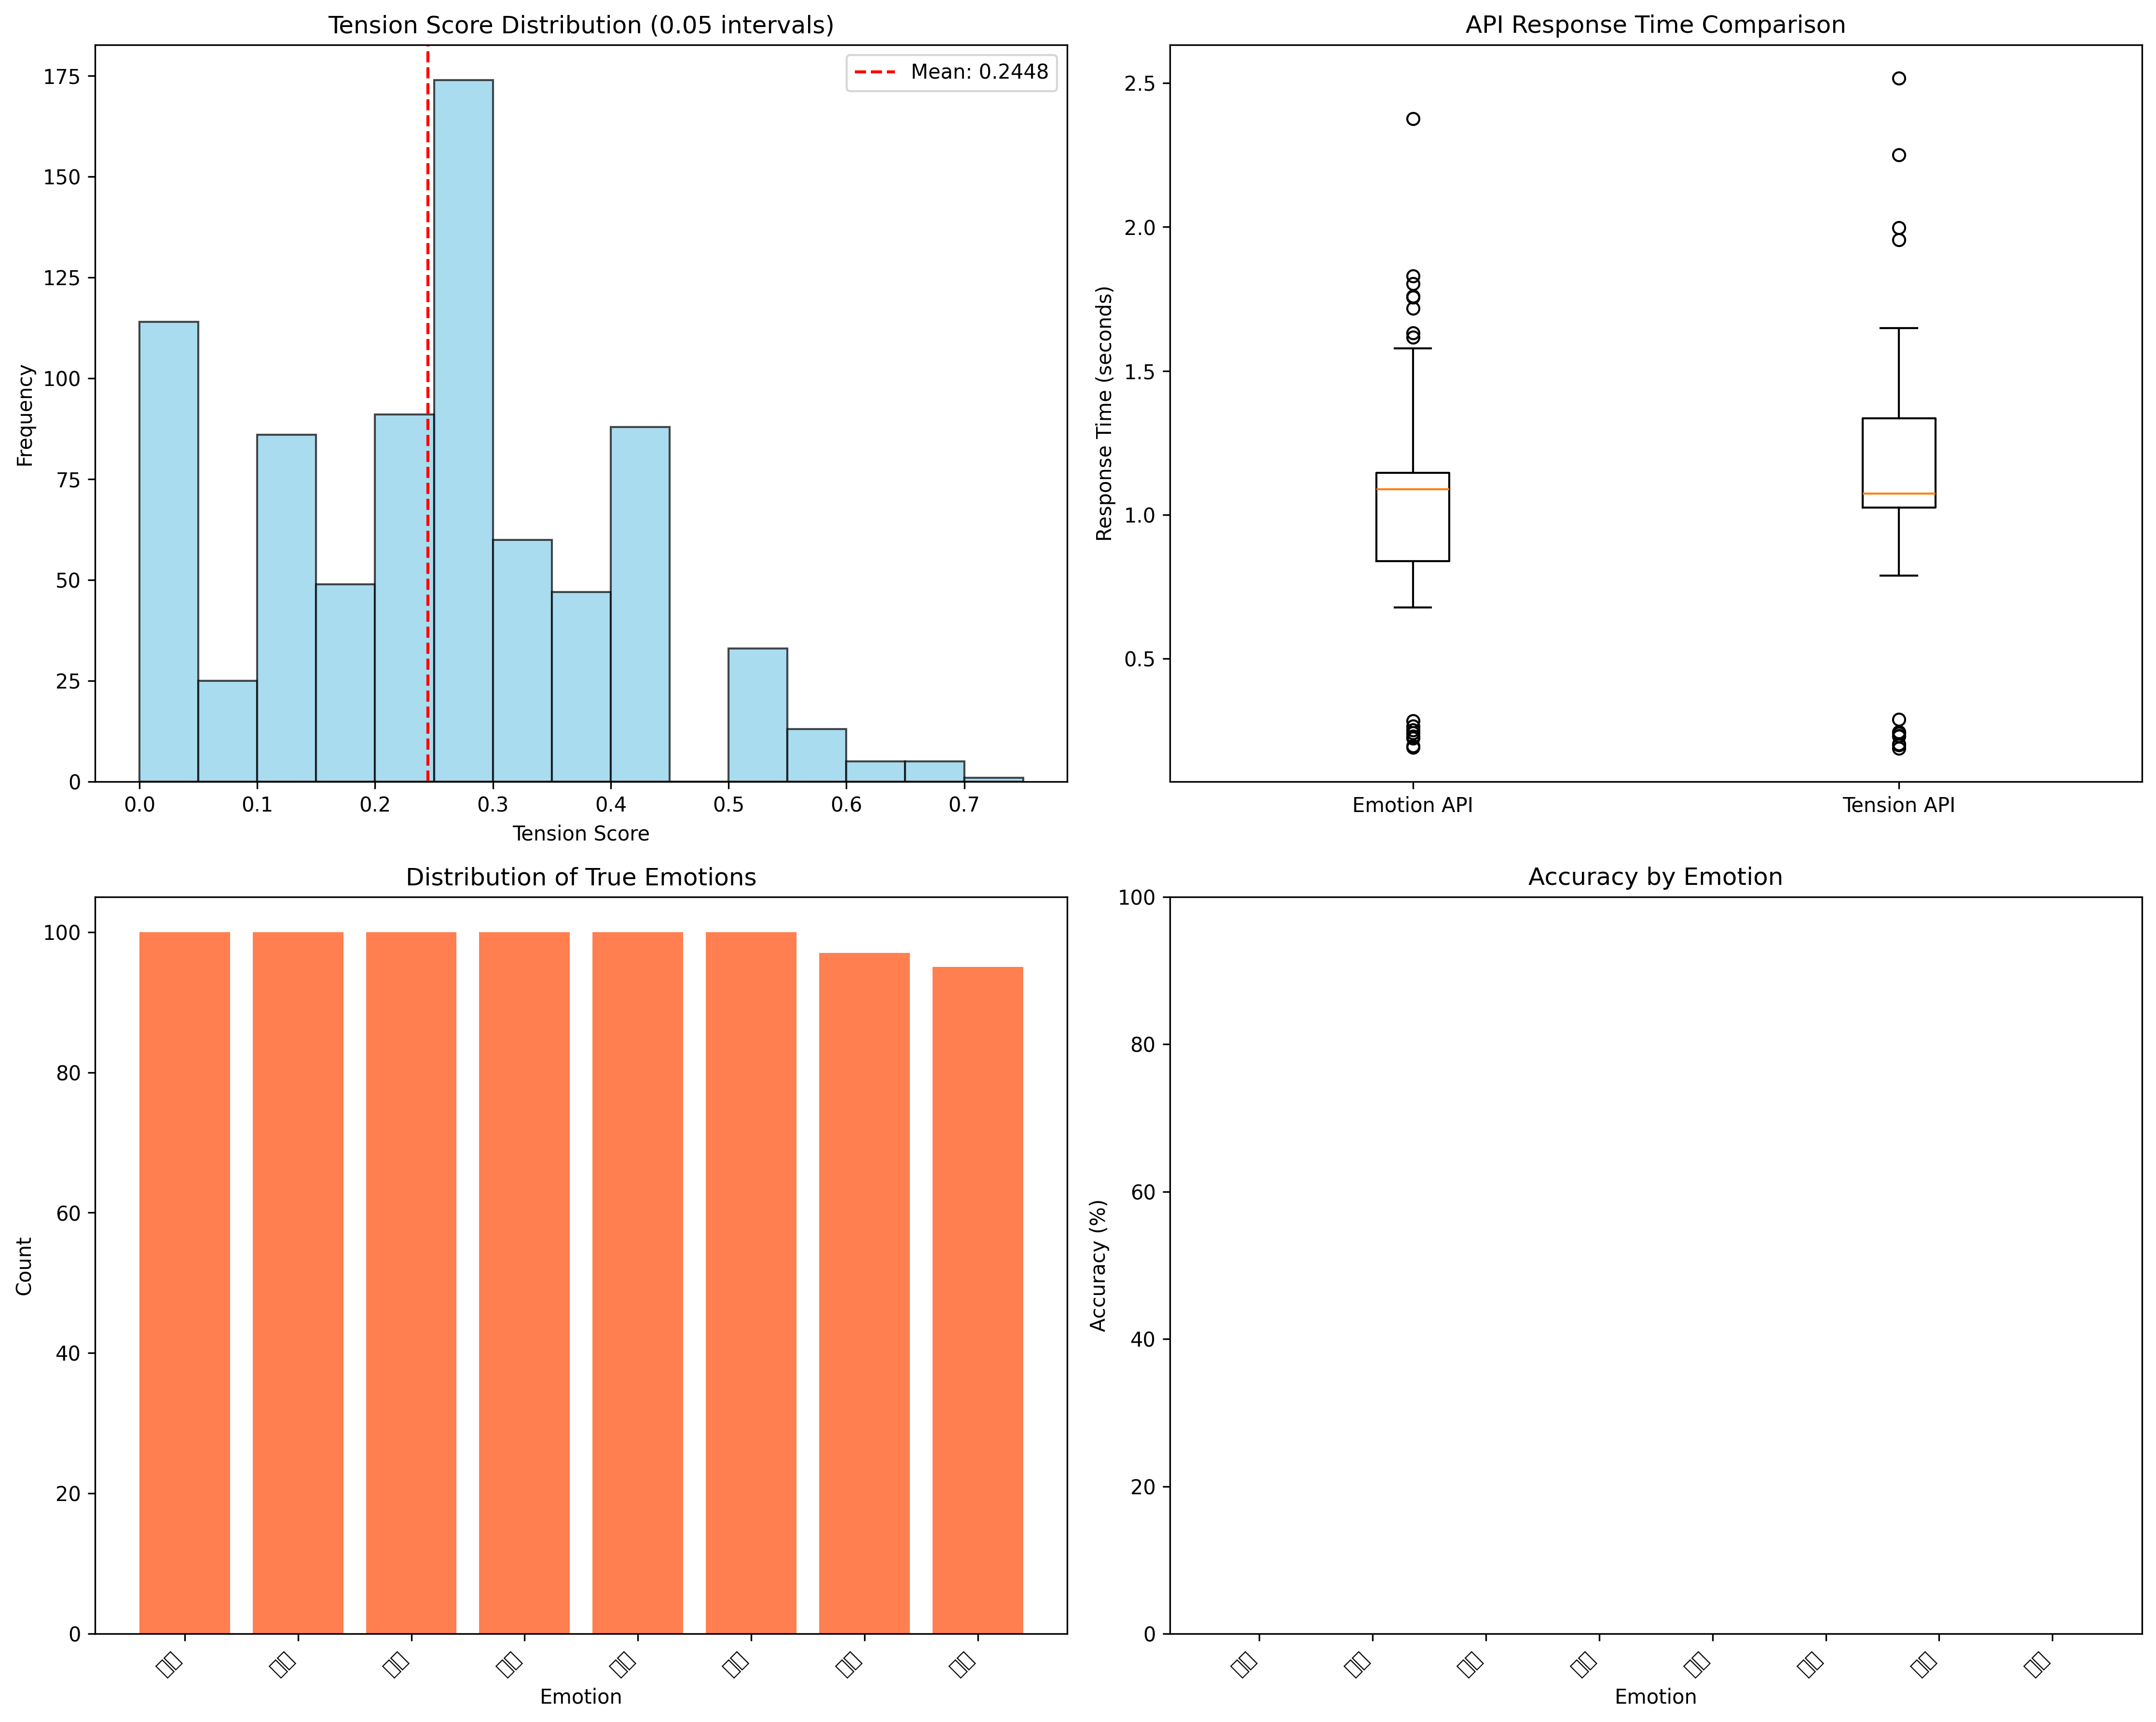 Tension Score Distribution (0.05 intervals)
Mean: 0.2448
Frequency
175
150
125
100
75
50
25
0
0.0 0.1 0.2 0.3 0.4 0.5 0.6 0.7
Tension Score
API Response Time Comparison
Response Time (seconds)
2.5
2.0
1.5
1.0
0.5
Emotion API Tension API
Distribution of True Emotions
Count
100
80
60
40
20
0
Emotion
Accuracy by Emotion
Accuracy (%)
100
80
60
40
20
0
Emotion